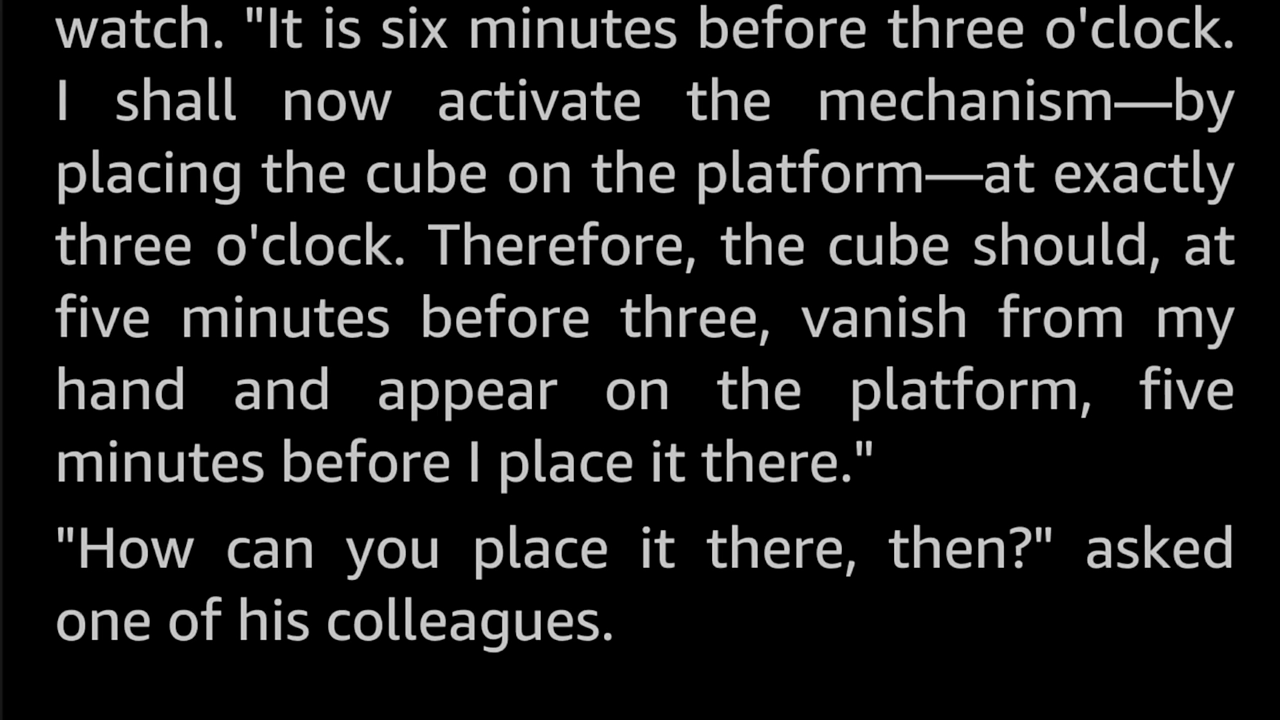 watch. "It is six minutes before three o'clock.
I shall now activate the mechanism—by
placing the cube on the platform—at exactly
three o'clock. Therefore, the cube should, at
five minutes before three, vanish from my
hand and appear on the platform, five
minutes before I place it there."
"How can you place it there, then?" asked
one of his colleagues.